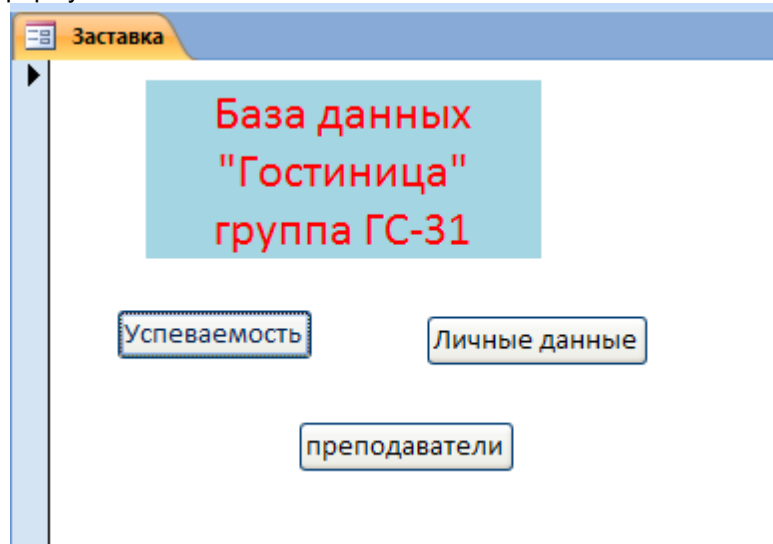 Заставка
База данных
"Гостиница"
группа ГС-31
Успеваемость
Личные данные
преподаватели